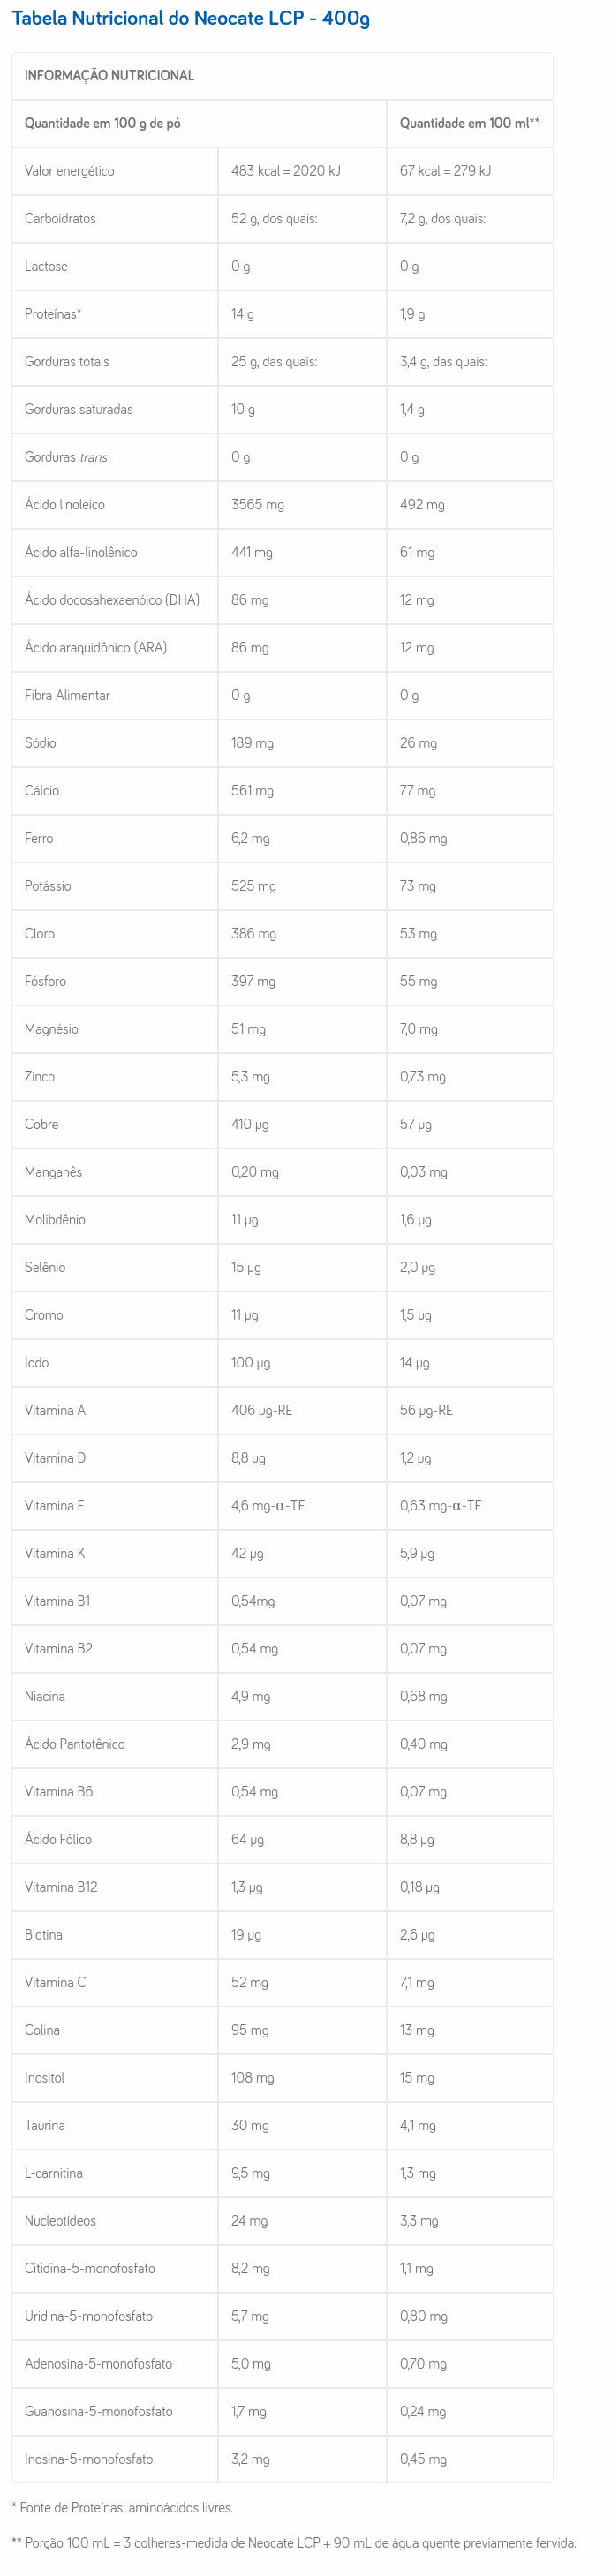 Tabela Nutricional do Neocate LCP - 400g
INFORMAÇÃO NUTRICIONAL
Quantidade em 100 g de pó Quantidade em 100 ml**
Valor energético 483 kcal = 2020 kJ 67 kcal = 279 kJ
Carboidratos 52 g, dos quais: 7,2 g, dos quais:
Lactose 0 g 0 g
Proteínas* 14 g 1,9 g
Gorduras totais 25 g, das quais: 3,4 g, das quais:
Gorduras saturadas 10 g 1,4 g
Gorduras trans 0 g 0 g
Ácido linoleico 3565 mg 492 mg
Ácido alfa-linolênico 441 mg 61 mg
Ácido docosahexaenóico (DHA) 86 mg 12 mg
Ácido araquidônico (ARA) 86 mg 12 mg
Fibra Alimentar 0 g 0 g
Sódio 189 mg 26 mg
Cálcio 561 mg 77 mg
Ferro 6,2 mg 0,86 mg
Potássio 525 mg 73 mg
Cloro 386 mg 53 mg
Fósforo 397 mg 55 mg
Magnésio 51 mg 7,0 mg
Zinco 5,3 mg 0,73 mg
Cobre 410 µg 57 µg
Manganês 0,20 mg 0,03 mg
Molibdênio 11 µg 1,6 µg
Selênio 15 µg 2,0 µg
Cromo 11 µg 1,5 µg
Iodo 100 µg 14 µg
Vitamina A 406 µg-RE 56 µg-RE
Vitamina D 8,8 µg 1,2 µg
Vitamina E 4,6 mg-α-TE 0,63 mg-α-TE
Vitamina K 42 µg 5,9 µg
Vitamina B1 0,54mg 0,07 mg
Vitamina B2 0,54 mg 0,07 mg
Niacina 4,9 mg 0,68 mg
Ácido Pantotênico 2,9 mg 0,40 mg
Vitamina B6 0,54 mg 0,07 mg
Ácido Fólico 64 µg 8,8 µg
Vitamina B12 1,3 µg 0,18 µg
Biotina 19 µg 2,6 µg
Vitamina C 52 mg 7,1 mg
Colina 95 mg 13 mg
Inositol 108 mg 15 mg
Taurina 30 mg 4,1 mg
L-carnitina 9,5 mg 1,3 mg
Nucleotídeos 24 mg 3,3 mg
Citidina-5-monofosfato 8,2 mg 1,1 mg
Uridina-5-monofosfato 5,7 mg 0,80 mg
Adenosina-5-monofosfato 5,0 mg 0,70 mg
Guanosina-5-monofosfato 1,7 mg 0,24 mg
Inosina-5-monofosfato 3,2 mg 0,45 mg
* Fonte de Proteínas: aminoácidos livres.
** Porção 100 mL = 3 colheres-medida de Neocate LCP + 90 mL de água quente previamente fervida.